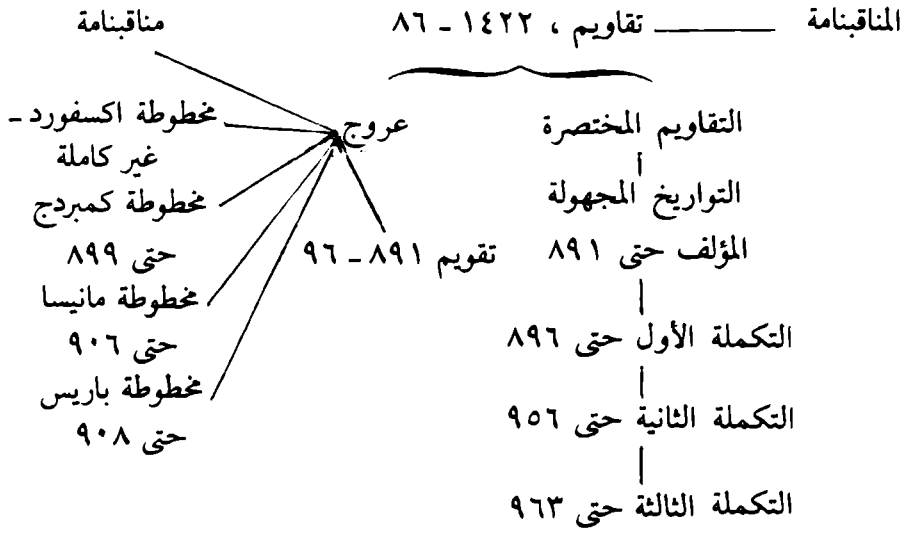 المناقبنامة — تقاويم ، ١٤٢٢ - ٨٦
مناقبنامة
التقاويم المختصرة
التواريخ المجهولة
المؤلف حتى ٨٩١
التكملة الأول حتى ٨٩٦
التكملة الثانية حتى ٩٥٦
التكملة الثالثة حتى ٩٦٣
عروج
تقويم ٨٩١ - ٩٦
مخطوطة اكسفورد -
غير كاملة
مخطوطة كمبردج
حتى ٨٩٩
مخطوطة مانيسا
حتى ٩٠٦
مخطوطة باريس
حتى ٩٠٨